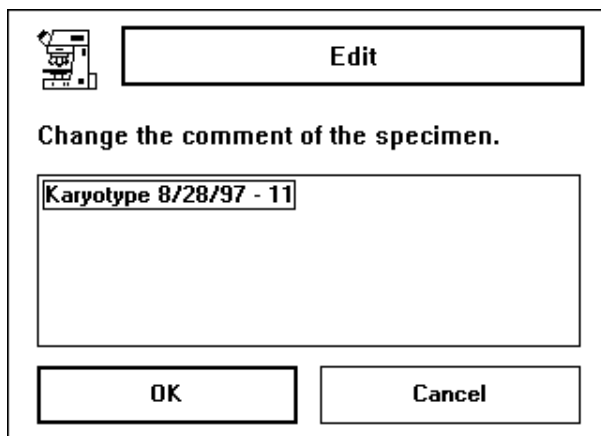 Edit
Change the comment of the specimen.
Karyotype 8/28/97 - 11
OK
Cancel